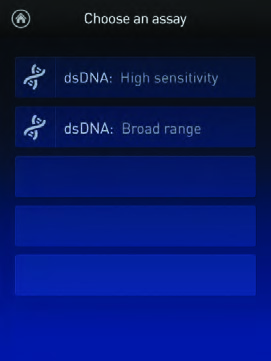 Choose an assay
dsDNA: High sensitivity
dsDNA: Broad range